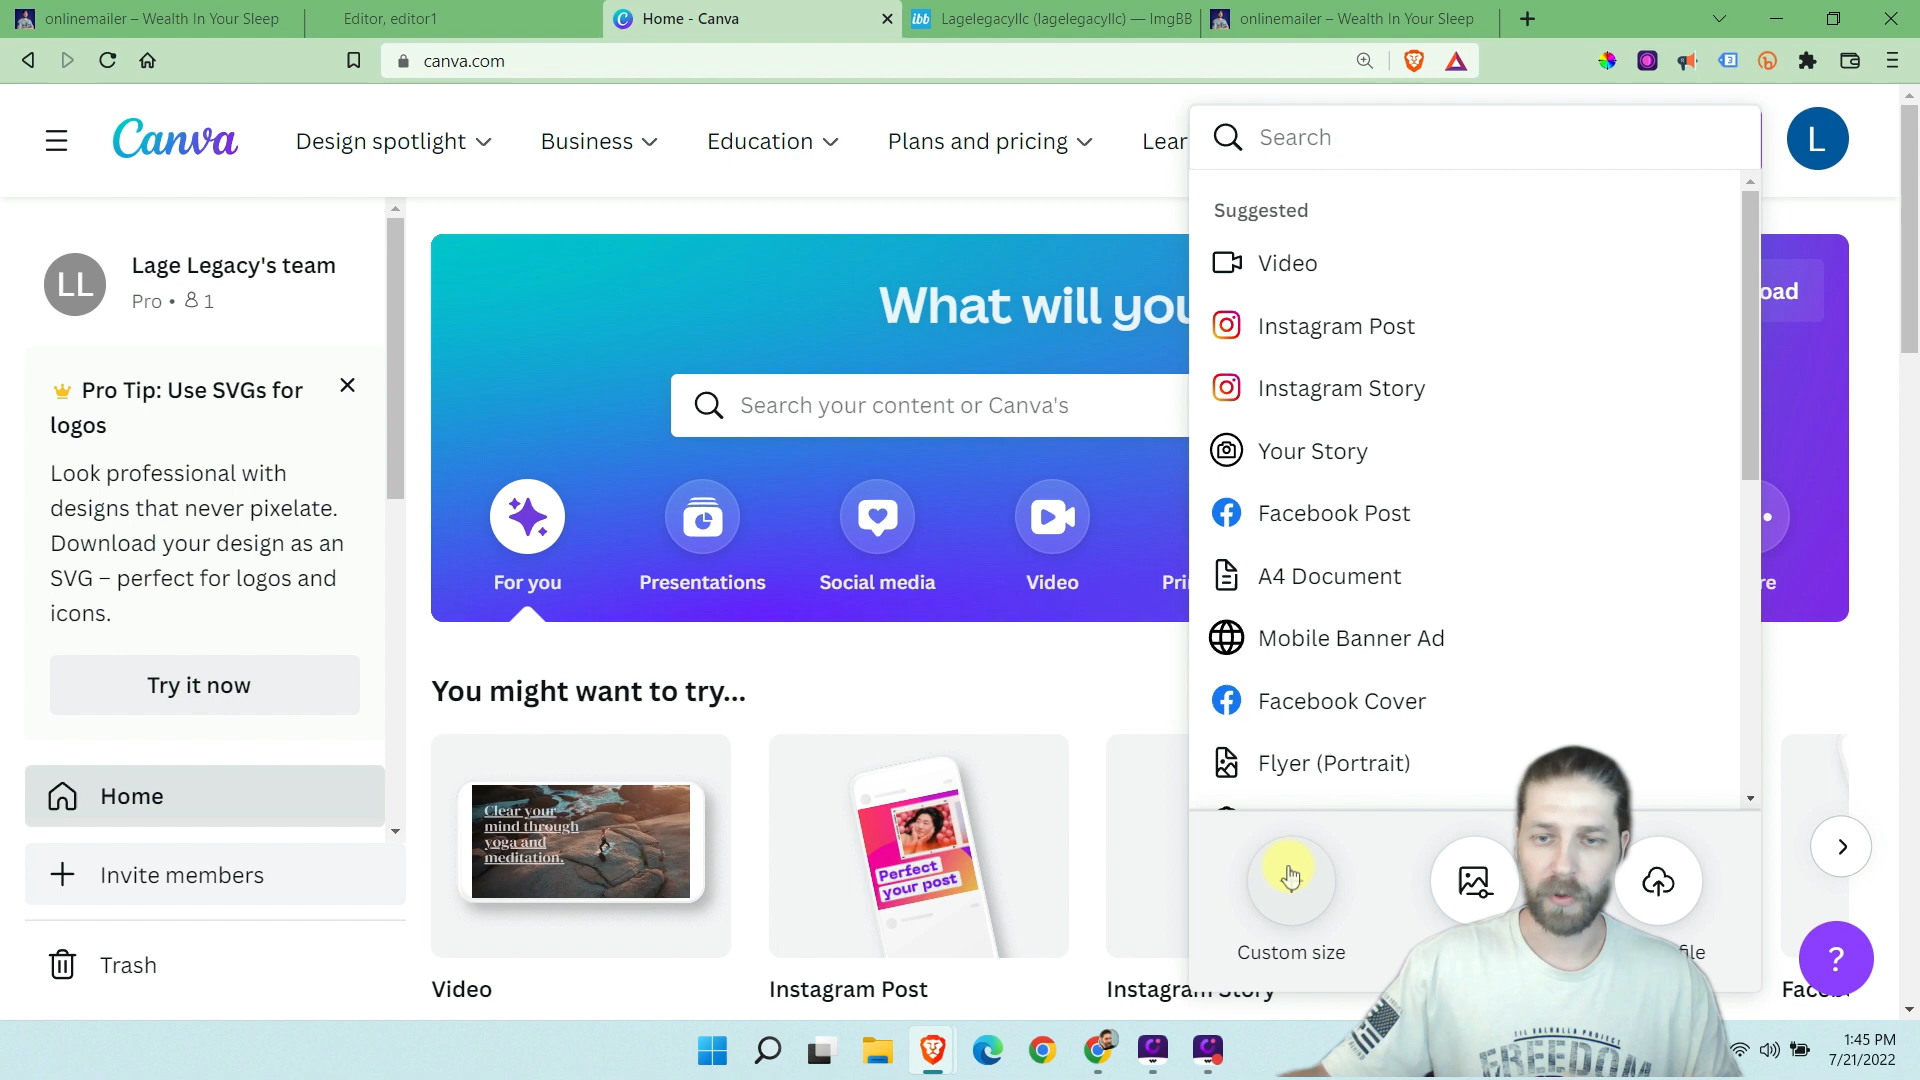 onlinemailer – Wealth In Your Sleep
Editor, editor1
Home - Canva
Lagelegacyllc (lagelegacyllc) — ImgBB
onlinemailer – Wealth In Your Sleep
canva.com
Canva
Design spotlight
Business
Education
Plans and pricing
Lear
Search
L
LL
Lage Legacy's team
Pro • 1
Pro Tip: Use SVGs for
logos
Look professional with
designs that never pixelate.
Download your design as an
SVG – perfect for logos and
icons.
Try it now
Home
Invite members
Trash
What will you
oad
Search your content or Canva's
For you
Presentations
Social media
Video
Pri
re
Suggested
Video
Instagram Post
Instagram Story
Your Story
Facebook Post
A4 Document
Mobile Banner Ad
Facebook Cover
Flyer (Portrait)
Custom size
file
You might want to try...
Clear your
mind through
yoga and
meditation.
Perfect
your post
Video
Instagram Post
Instagram Story
Faceb
?
FREEDOM
1:45 PM
7/21/2022